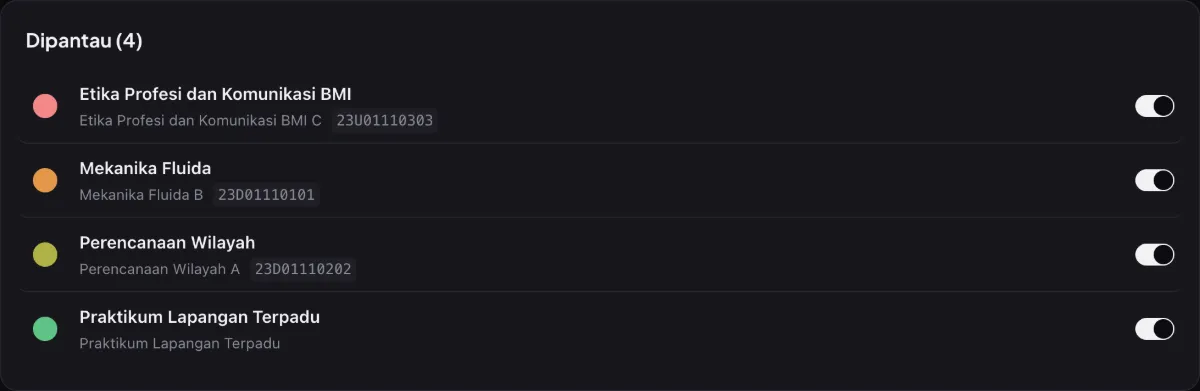 Dipantau (4)
Etika Profesi dan Komunikasi BMI
Etika Profesi dan Komunikasi BMI C 23U01110303
Mekanika Fluida
Mekanika Fluida B 23D01110101
Perencanaan Wilayah
Perencanaan Wilayah A 23D01110202
Praktikum Lapangan Terpadu
Praktikum Lapangan Terpadu